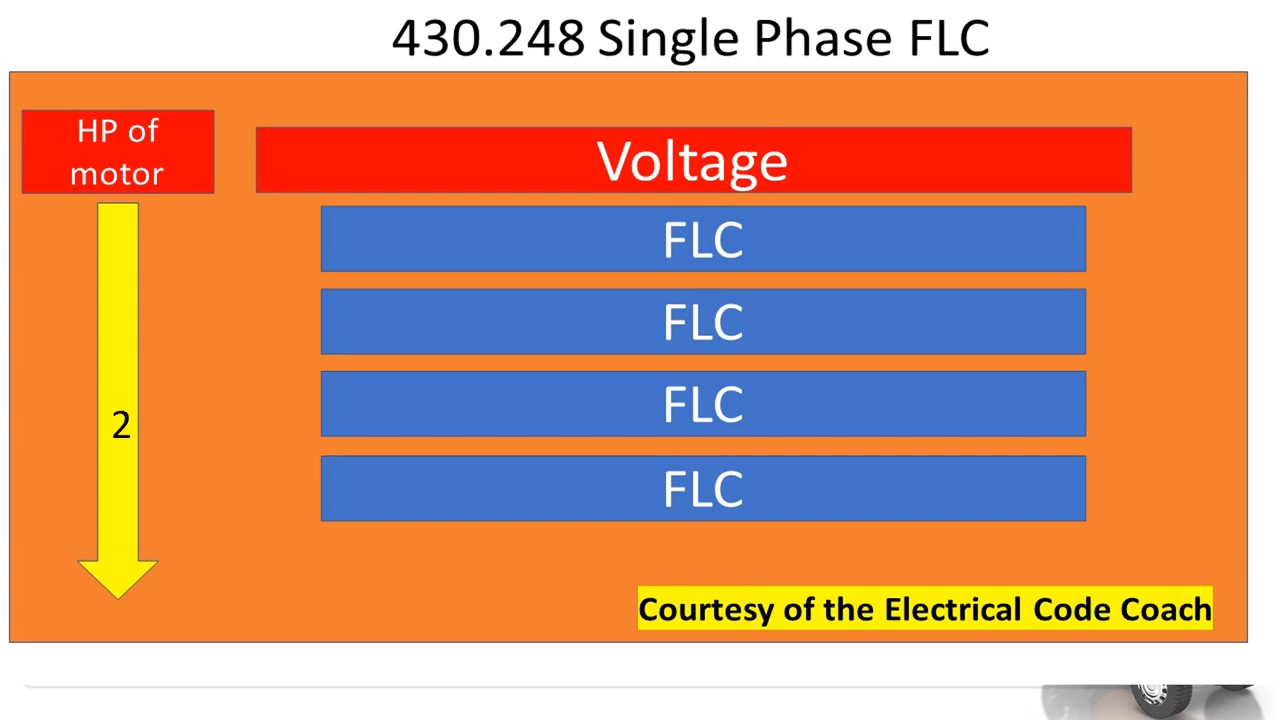 430.248 Single Phase FLC
HP of
motor
Voltage
FLC
FLC
FLC
2
FLC
Courtesy of the Electrical Code Coach